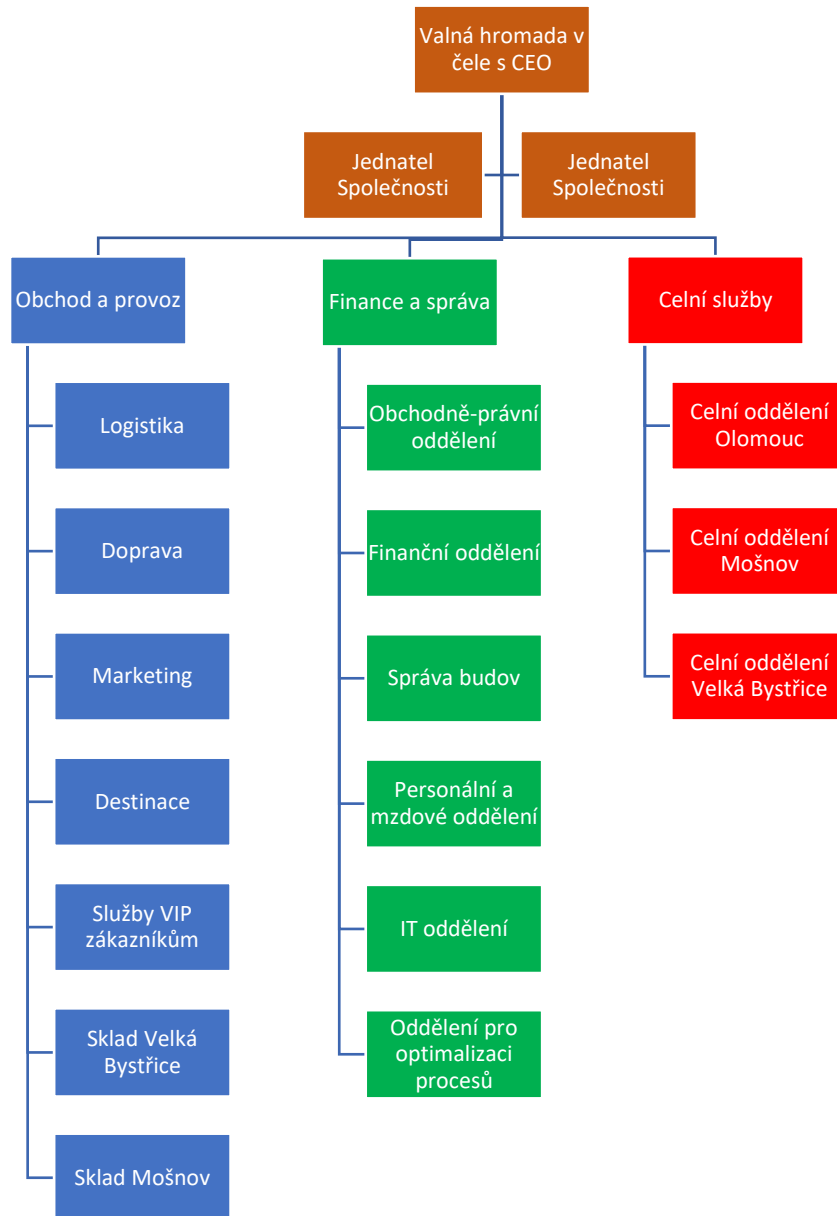 Valná hromada v
čele s CEO
Jednatel
Společnosti
Jednatel
Společnosti
Obchod a provoz
Finance a správa
Celní služby
Logistika
Doprava
Marketing
Destinace
Služby VIP
zákazníkům
Sklad Velká
Bystřice
Sklad Mošnov
Obchodně-právní
oddělení
Finanční oddělení
Správa budov
Personální a
mzdové oddělení
IT oddělení
Oddělení pro
optimalizaci
procesů
Celní oddělení
Olomouc
Celní oddělení
Mošnov
Celní oddělení
Velká Bystřice